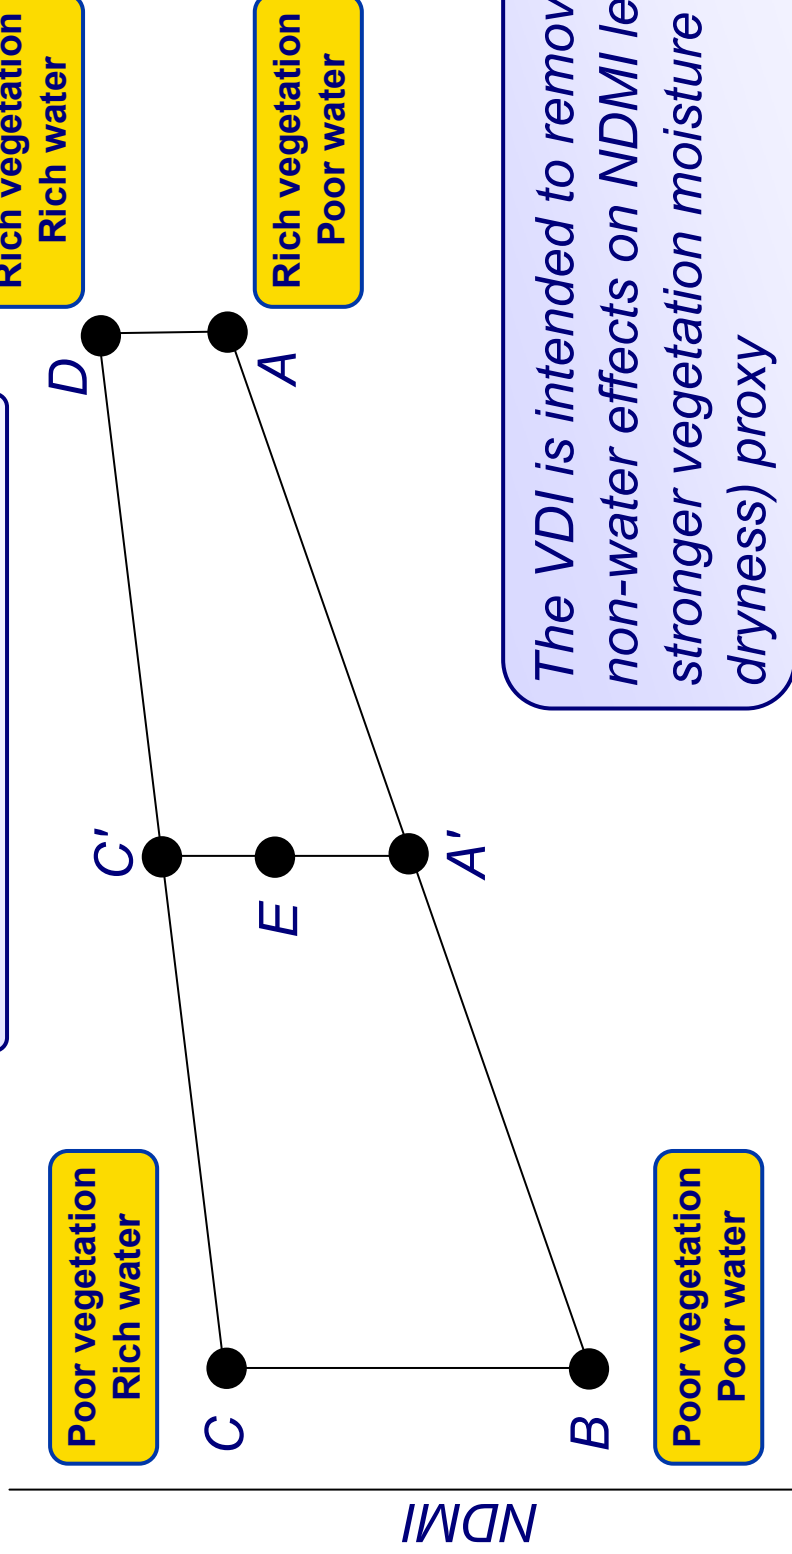 Rich vegetation
Rich water
Rich vegetation
Poor water
D
A
C'
E
A'
C
B
Poor vegetation
Rich water
Poor vegetation
Poor water
NDMI
The VDI is intended to remov
non-water effects on NDMI le
stronger vegetation moisture
dryness) proxy